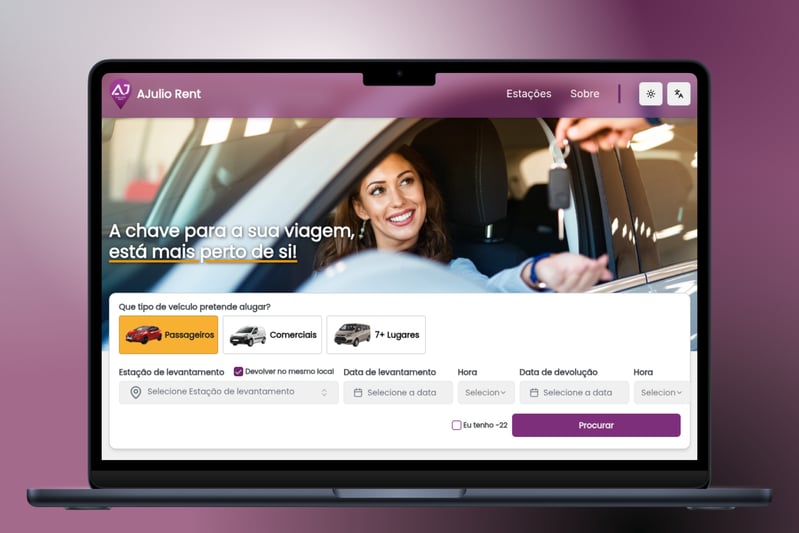 AJ
AJulio Rent
Estações
Sobre
A chave para a sua viagem,
está mais perto de si!
Que tipo de veículo pretende alugar?
Passageiros
Comerciais
7+ Lugares
Estação de levantamento
Devolver no mesmo local
Data de levantamento
Hora
Data de devolução
Hora
Selecione Estação de levantamento
Selecione a data
Selecion
Selecione a data
Selecion
Eu tenho -22
Procurar